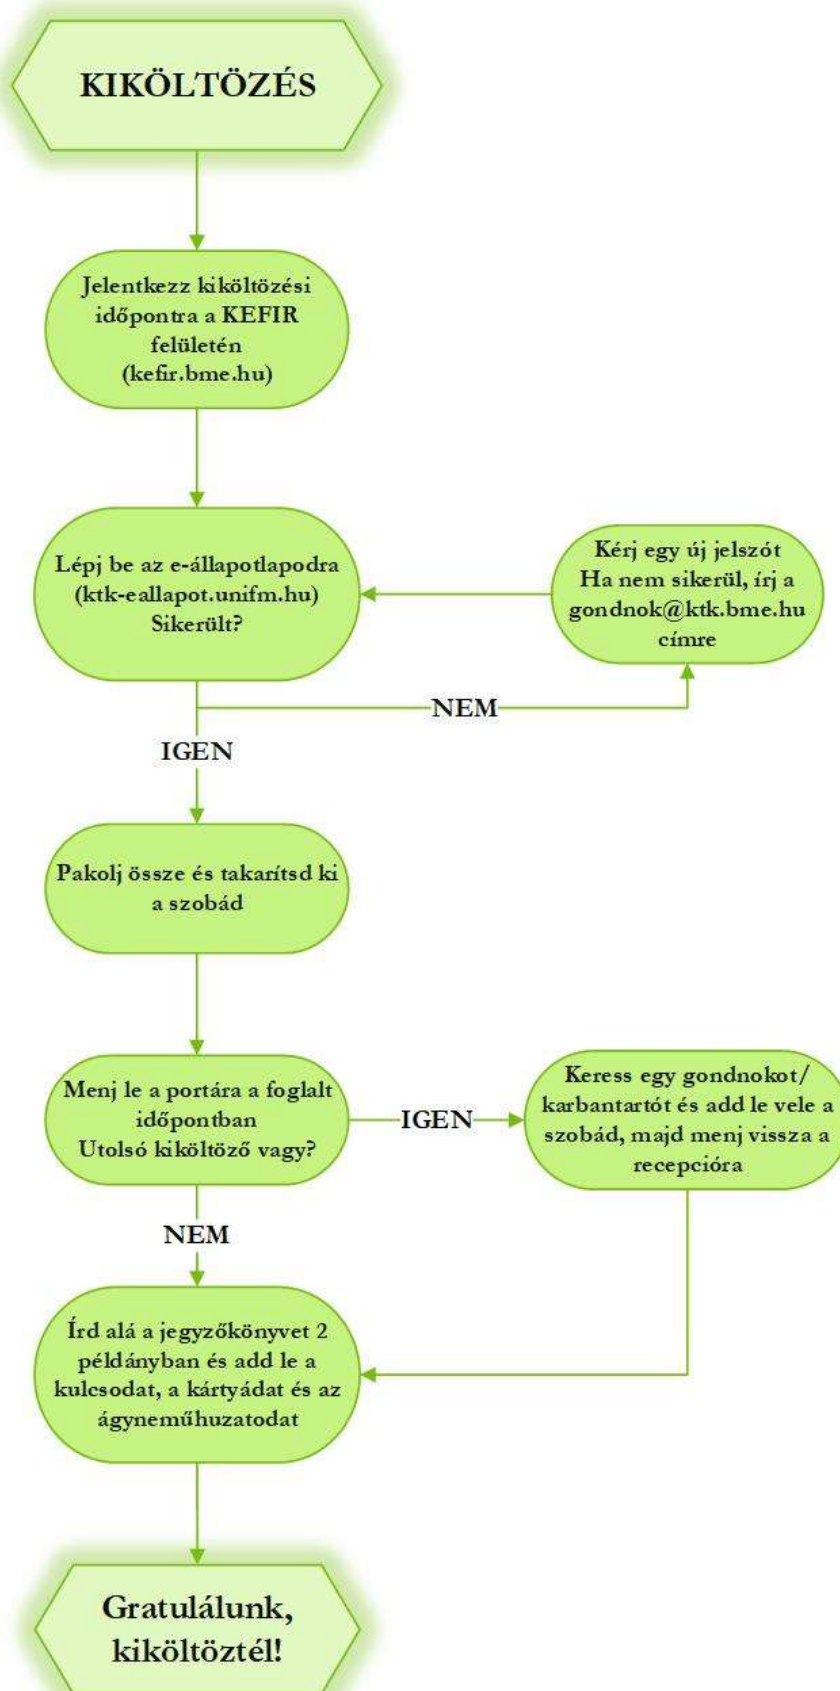 KIKÖLTÖZÉS
Jelentkezz kiköltözési
időpontra a KEFIR
felületén
(kefir.bme.hu)
Lépj be az e-állapotlapodra
(ktk-eallapot.unifm.hu)
Sikerült?
Kérj egy új jelszót
Ha nem sikerül, írj a
gondnok@ktk.bme.hu
címre
NEM
IGEN
Pakolj össze és takarítsd ki
a szobád
Menj le a portára a foglalt
időpontban
Utolsó kiköltöző vagy?
IGEN
Keress egy gondnokot/
karbantartót és add le vele a
szobád, majd menj vissza a
recepcióra
NEM
Írd alá a jegyzőkönyvet 2
példányban és add le a
kulcsodat, a kártyádat és az
ágyneműhuzatodat
Gratulálunk,
kiköltöztél!